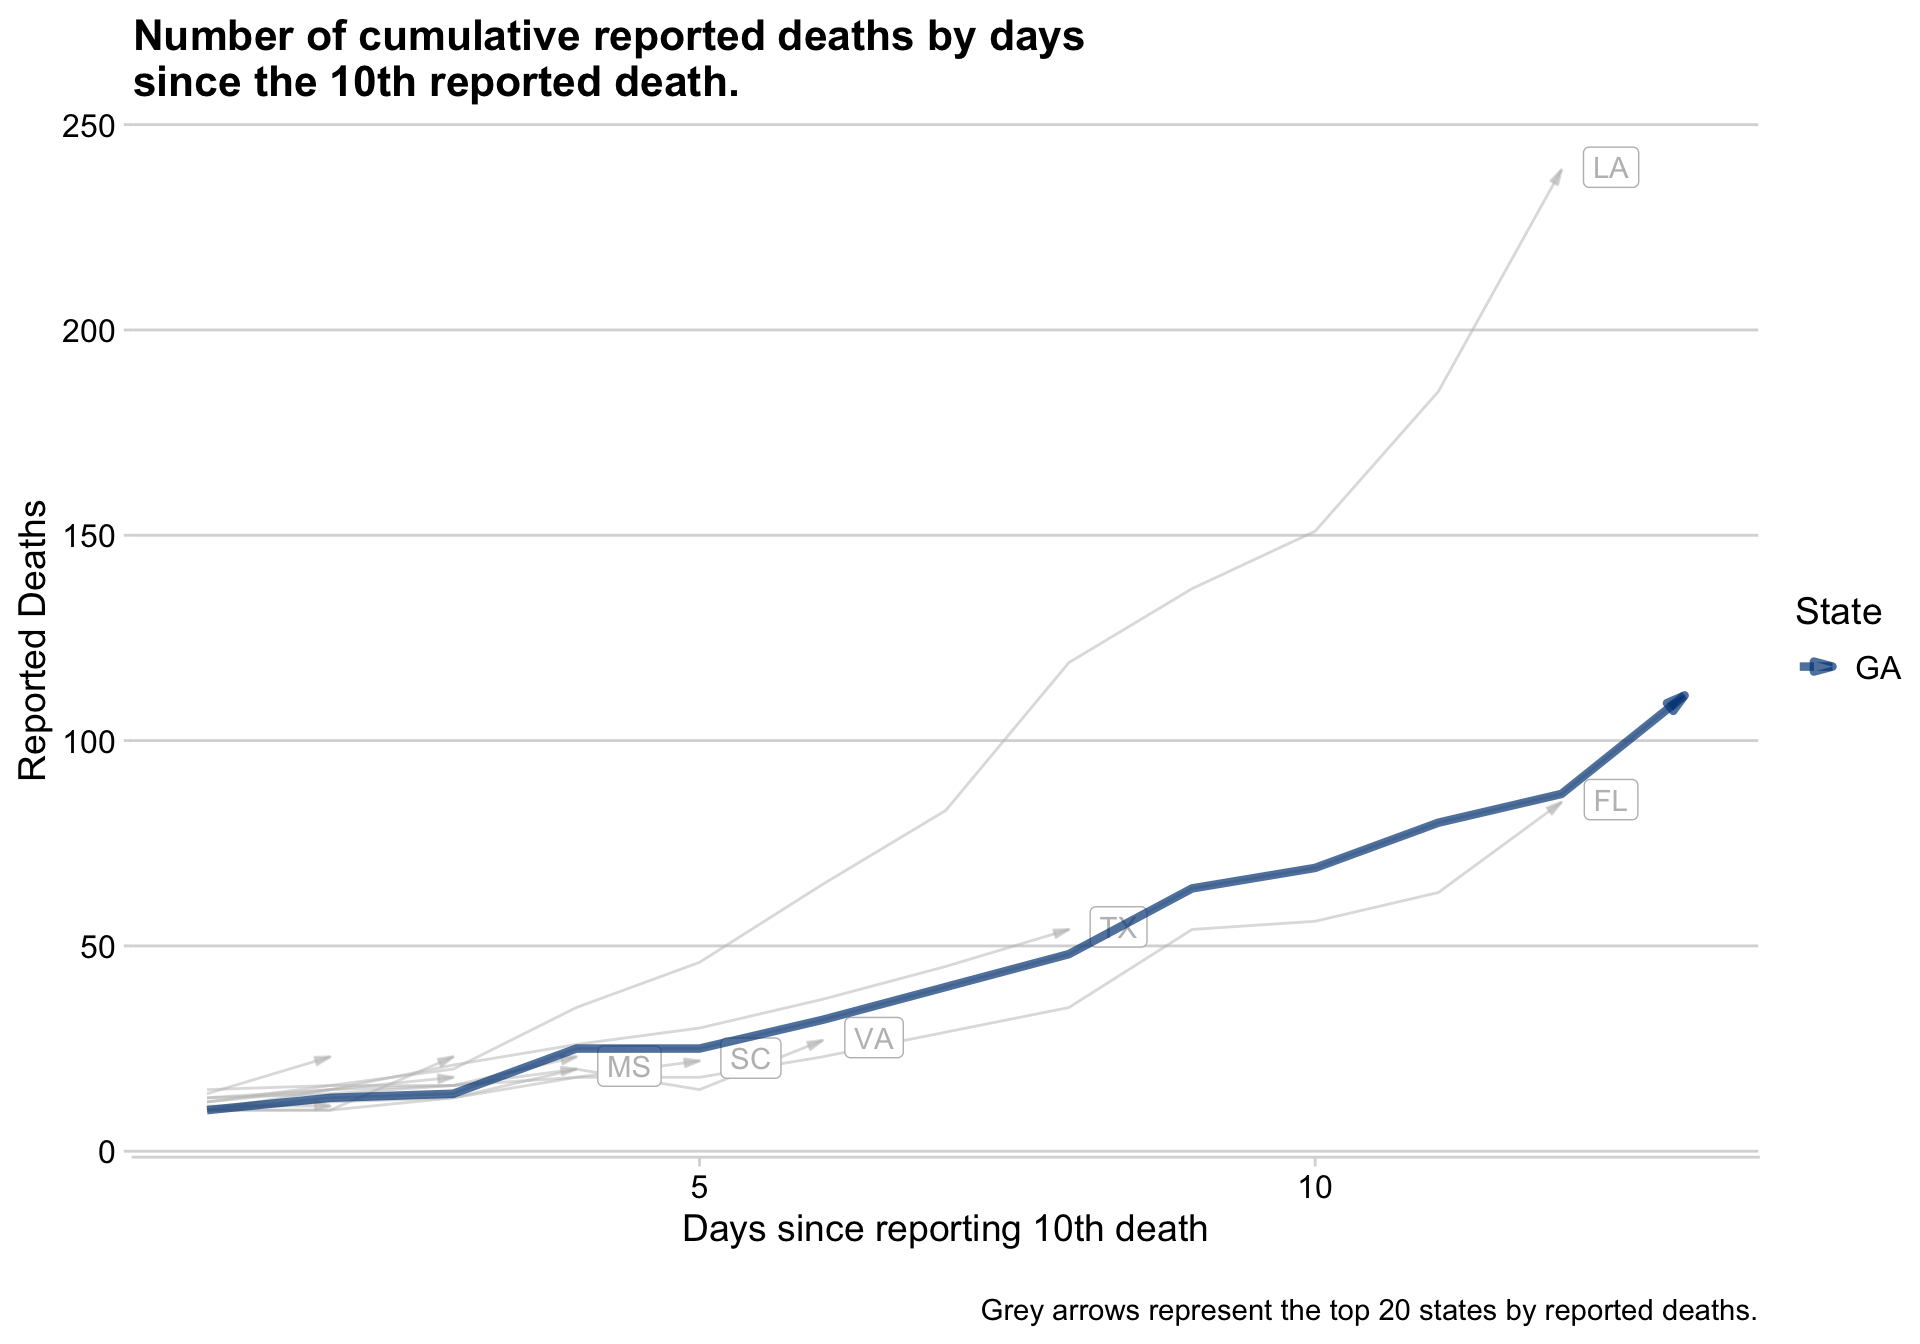 Number of cumulative reported deaths by days
since the 10th reported death.
250
200
150
100
50
0
Reported Deaths
LA
FL
TX
VA
SC
MS
State
GA
5
10
Days since reporting 10th death
Grey arrows represent the top 20 states by reported deaths.